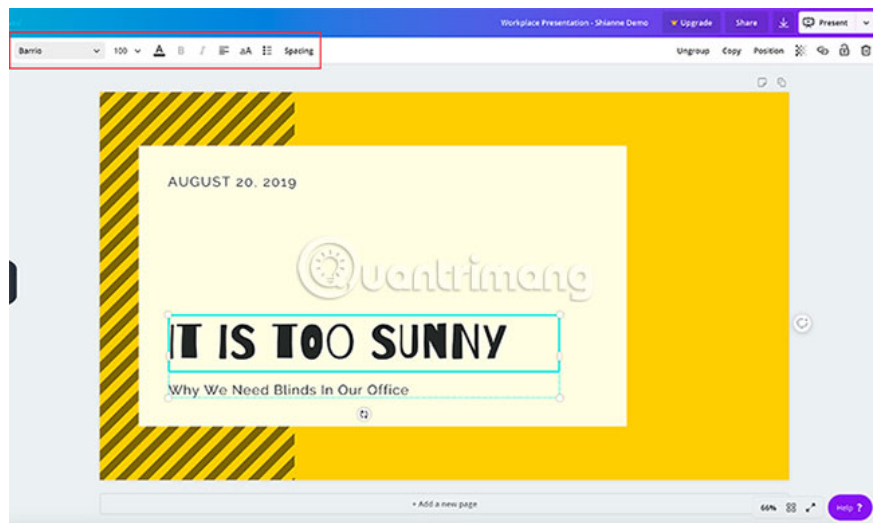 Workplace Presentation - Shianne Demo Upgrade Share Present
Barrio 100 A B I aA Spacing Ungroup Copy Position
AUGUST 20, 2019
Quantrimang
IT IS TOO SUNNY
Why We Need Blinds In Our Office
+ Add a new page
66% Help ?